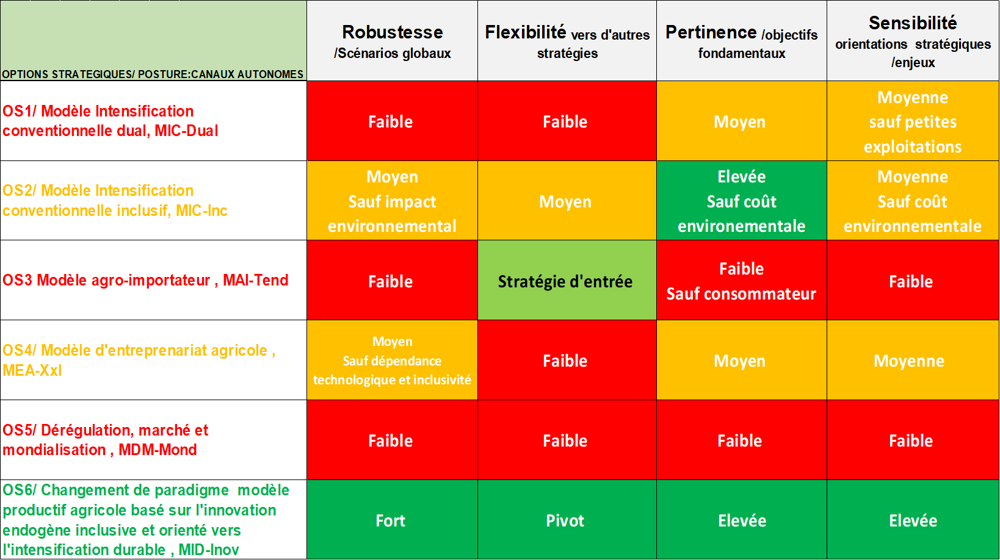 Robustesse
/Scénarios globaux
Flexibilité vers d'autres
stratégies
Pertinence /objectifs
fondamentaux
Sensibilité
orientations stratégiques
/enjeux
OPTIONS STRATEGIQUES/ POSTURE:CANAUX AUTONOMES
OS1/ Modèle Intensification
conventionnelle dual, MIC-Dual
Faible
Faible
Moyen
Moyenne
sauf petites
exploitations
OS2/ Modèle Intensification
conventionnelle inclusif, MIC-Inc
Moyen
Sauf impact
environnemental
Moyen
Elevée
Sauf coût
environementale
Moyenne
Sauf coût
environnementale
OS3 Modèle agro-importateur , MAI-Tend
Faible
Stratégie d'entrée
Faible
Sauf consommateur
Faible
OS4/ Modèle d'entreprenariat agricole ,
MEA-Xxl
Moyen
Sauf dépendance
technologique et inclusivité
Faible
Moyen
Moyenne
OS5/ Dérégulation, marché et
mondialisation , MDM-Mond
Faible
Faible
Faible
Faible
OS6/ Changement de paradigme  modèle
productif agricole basé sur l'innovation
endogène inclusive et orienté vers
l'intensification durable , MID-Inov
Fort
Pivot
Elevée
Elevée